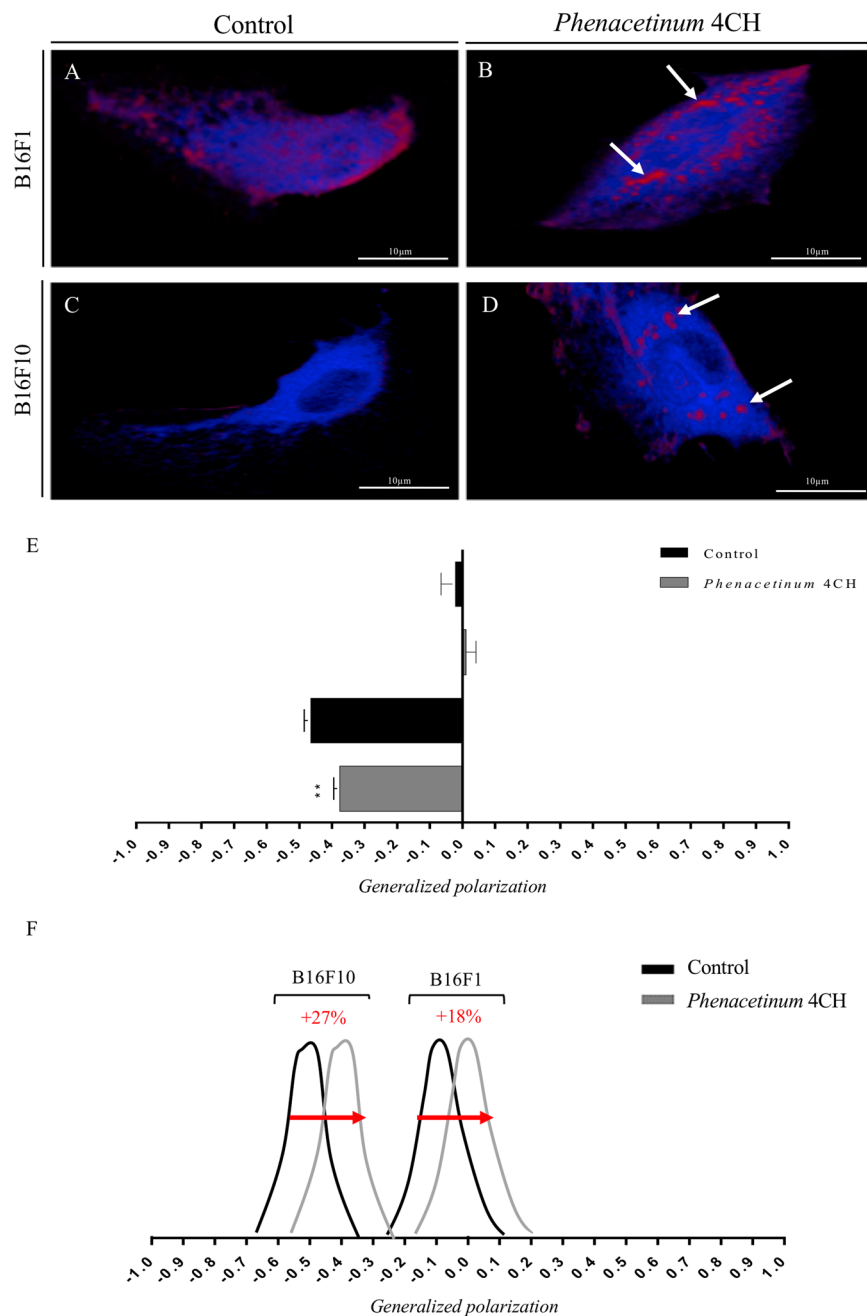 Control
Phenacetinum 4CH
B16F1
A
10µm
B
10µm
B16F10
C
10µm
D
10µm
E
Control
Phenacetinum 4CH
**
-1.0 -0.9 -0.8 -0.7 -0.6 -0.5 -0.4 -0.3 -0.2 -0.1 0.0 0.1 0.2 0.3 0.4 0.5 0.6 0.7 0.8 0.9 1.0
Generalized polarization
F
B16F10
B16F1
+27%
+18%
Control
Phenacetinum 4CH
-1.0 -0.9 -0.8 -0.7 -0.6 -0.5 -0.4 -0.3 -0.2 -0.1 -0.0 0.1 0.2 0.3 0.4 0.5 0.6 0.7 0.8 0.9 1.0
Generalized polarization